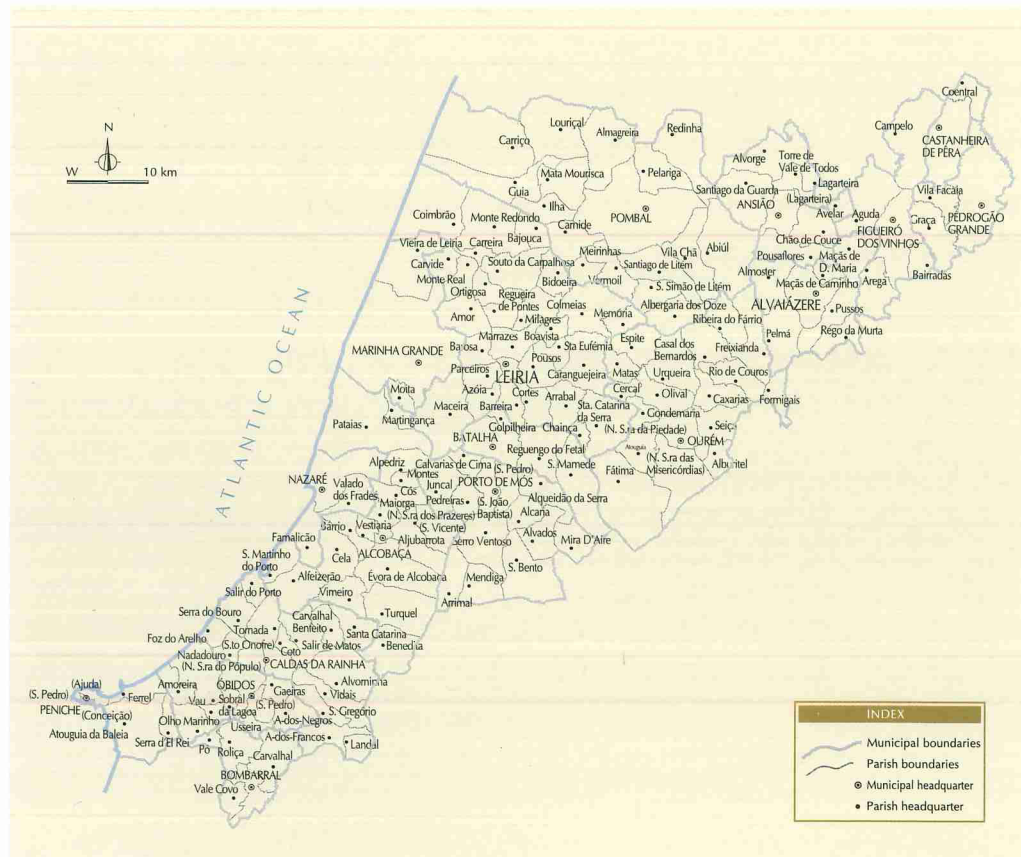 N
W
10 km
ATLANTIC OCEAN
Coentral
Campelo
CASTANHEIRA
DE PÊRA
Louriçal
Almagreira
Redinha
Carriço
Alvorge
Torre de
Vale de Todos
Mata Mourisca
Pelariga
Lagarteira
Vila Facaia
Guia
Santiago da Guarda
(Lagarteira)
ANSIÃO
Ilha
POMBAL
Avelar
Aguda
Graça
PEDROGÃO
GRANDE
Coimbrão
Monte Redondo
Carnide
FIGUEIRÓ
DOS VINHOS
Vieira de Leiria
Carreira
Bajouca
Meirinhas
Vila Chã
Abiúl
Chão de Couce
Pousaflores
Maçãs de
D. Maria
Carvide
Souto da Carpalhosa
Santiago de Litém
Almoster
Bairradas
Monte Real
Bidoeira
Vermoil
S. Simão de Litém
Maçãs de Caminho
Arega
Ortigosa
Regueira
de Pontes
Colmeias
Albergaria dos Doze
ALVAIÁZERE
Pussos
Amor
Milagres
Memória
Ribeira do Fárrio
Rêgo da Murta
Marrazes
Boavista
Sta Eufémia
Espite
Casal dos
Bernardos
Freixianda
Pelmá
MARINHA GRANDE
Pousos
Parceiros
LEIRIA
Caranguejeira
Matas
Urqueira
Rio de Couros
Moita
Azóia
Cortes
Arrabal
Cercal
Olival
Caxarias
Formigais
Maceira
Barreira
Sta. Catarina
da Serra
Gondemaria
Martingança
Golpilheira
Chainça
(N. S.ra da Piedade)
Pataias
BATALHA
OURÉM
Reguengo do Fetal
Atouguia
(N. S.ra das
Misericórdias)
Alpedriz
Calvarias de Cima
(S. Pedro)
S. Mamede
Fátima
NAZARÉ
Montes
PORTO DE MÓS
Valado
dos Frades
Cós
Juncal
Maiorga
Pedreiras
(S. João
Baptista)
Alqueidão da Serra
(N. S.ra dos Prazeres)
Alcaria
Vestiaria
(S. Vicente)
Famalicão
Aljubarrota
Serro Ventoso
Alvados
Mira D'Aire
S. Martinho
do Porto
Cela
ALCOBAÇA
S. Bento
Alfeizerão
Évora de Alcobaça
Mendiga
Salir do Porto
Vimeiro
Arrimal
Serra do Bouro
Carvalhal
Benfeito
Turquel
Foz do Arelho
Tornada
Santa Catarina
(S.to Onofre)
Salir de Matos
Benedita
Nadadouro
Coto
(N. S.ra do Pópulo)
CALDAS DA RAINHA
(Ajuda)
Amoreira
ÓBIDOS
Alvorninha
(S. Pedro)
Ferrel
Gaeiras
Vidais
PENICHE
Vau
Sobral
da Lagoa
(S. Pedro)
(Conceição)
S. Gregório
Olho Marinho
A-dos-Negros
Atouguia da Baleia
Usseira
Serra d'El Rei
A-dos-Francos
Pó
Roliça
Carvalhal
Landal
BOMBARRAL
Vale Covo
INDEX
Municipal boundaries
Parish boundaries
Municipal headquarter
Parish headquarter